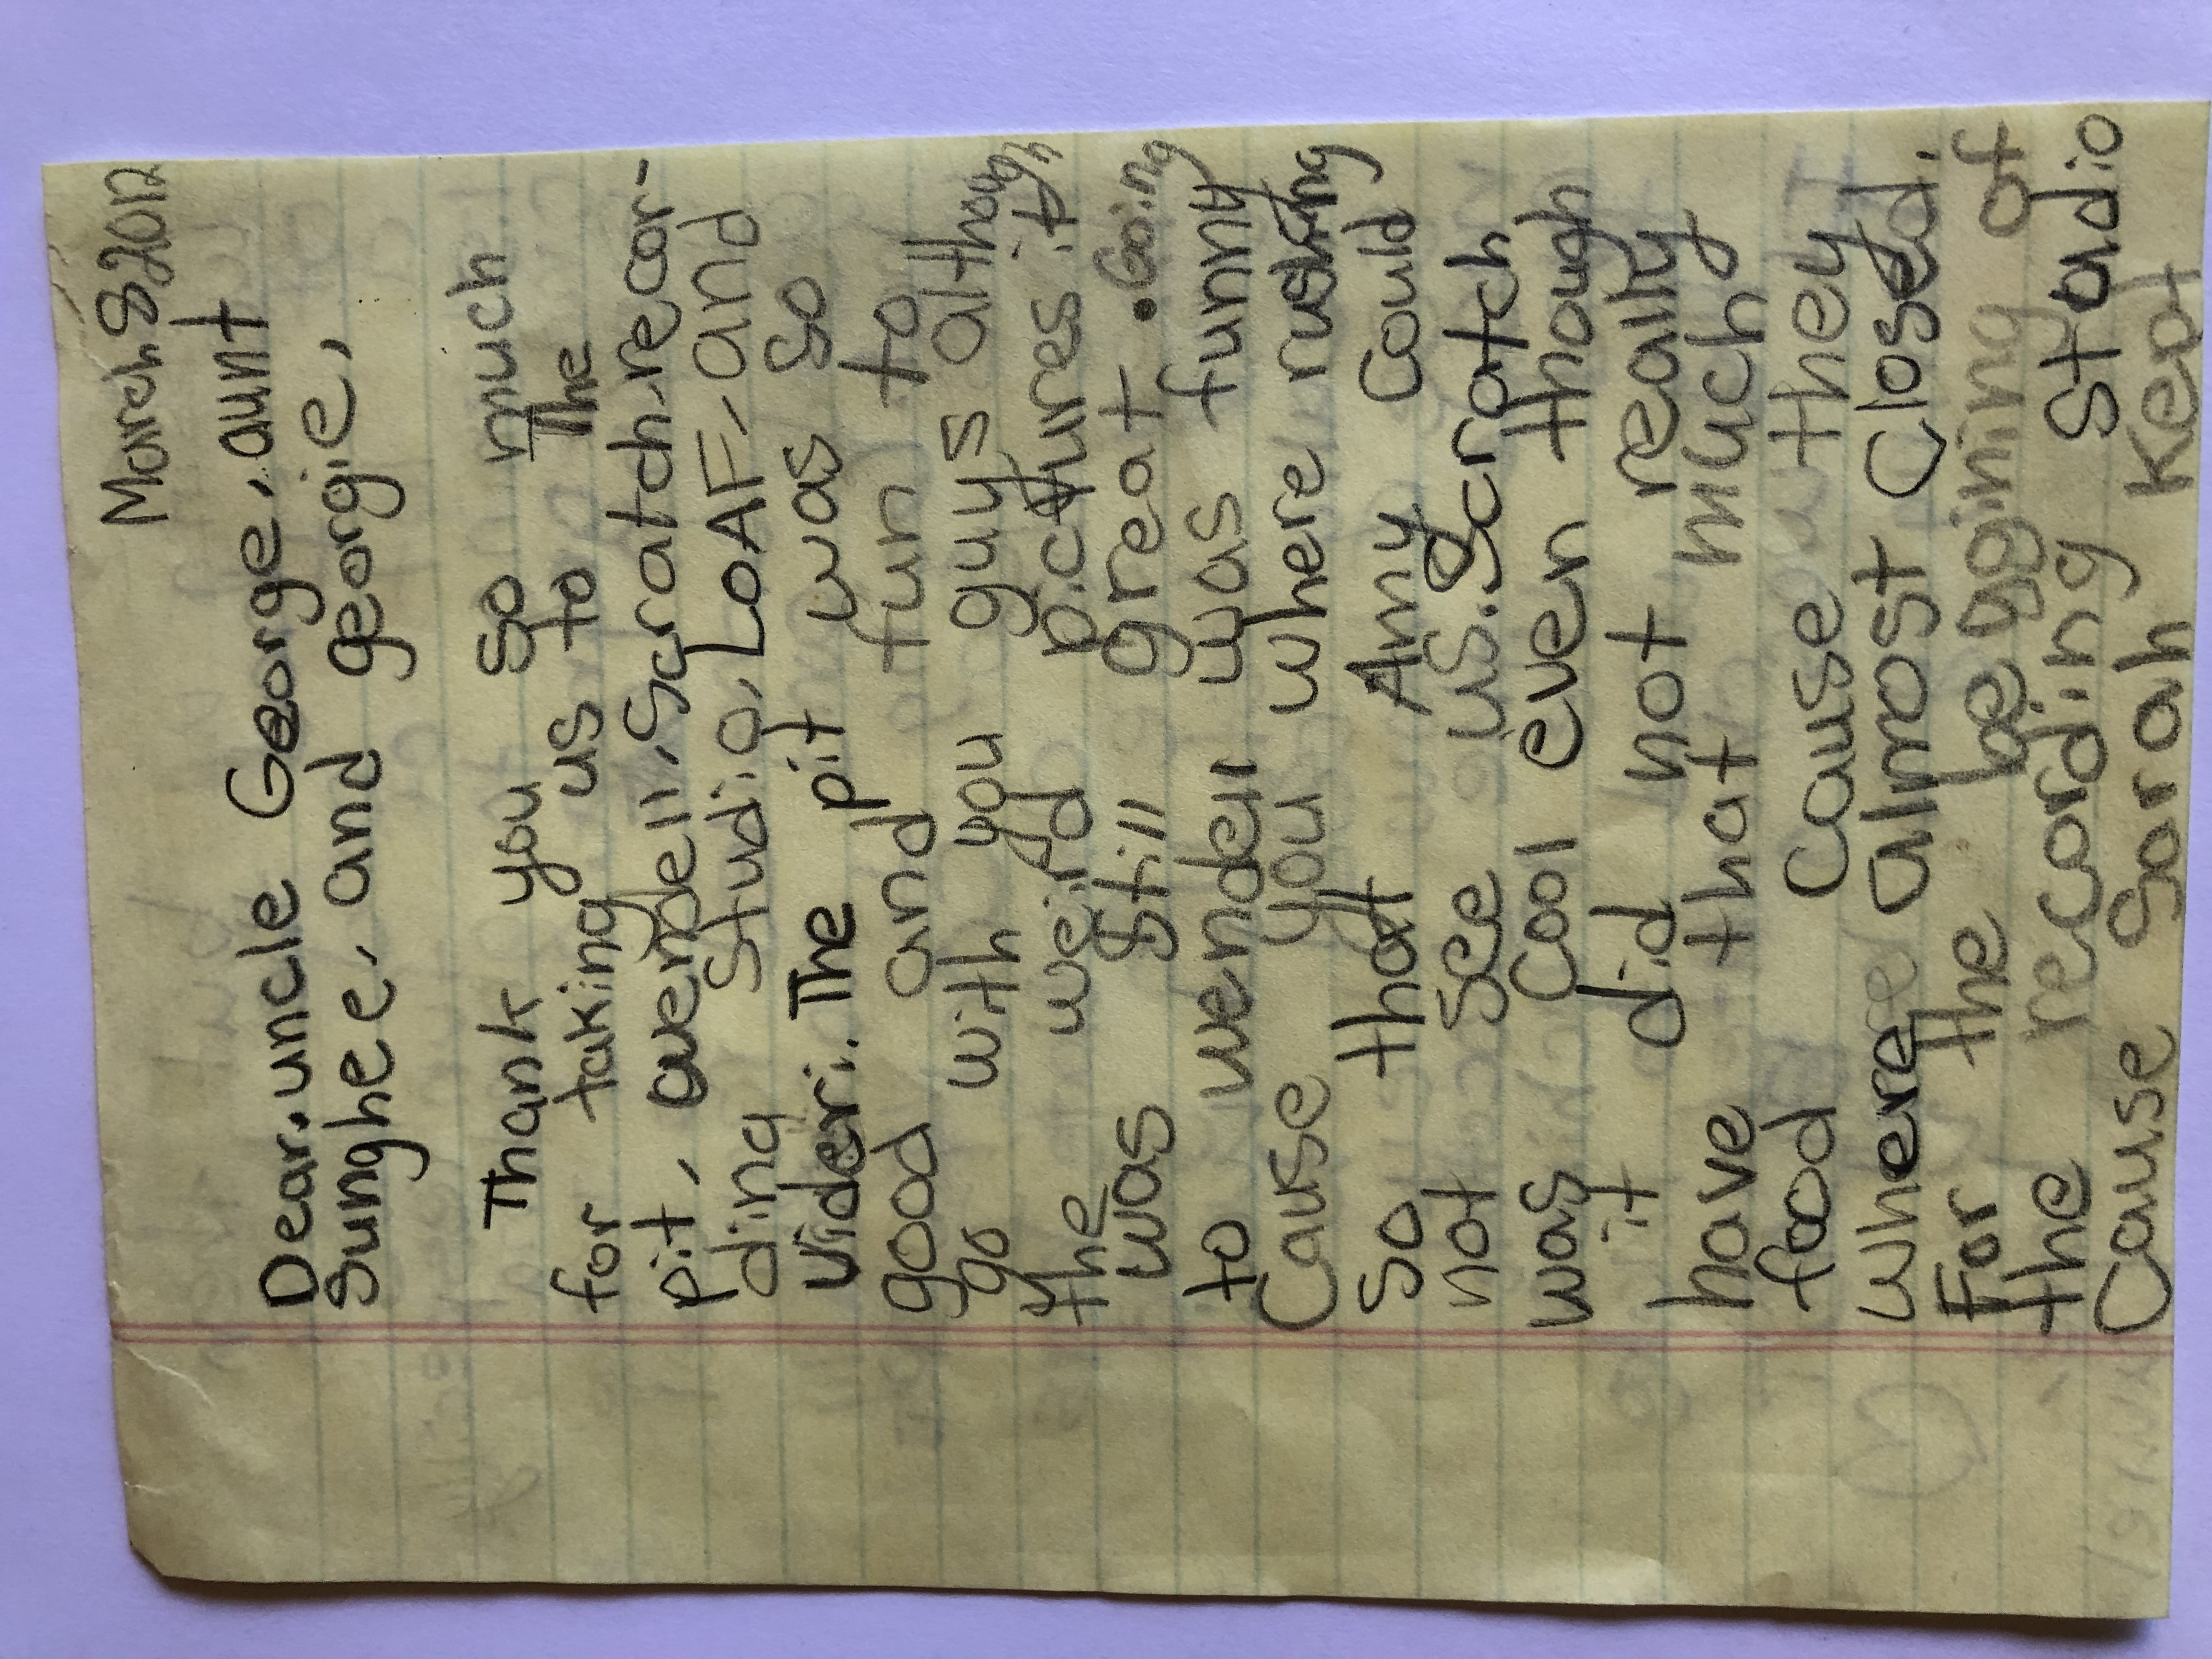 March 8 2012
Dear. uncle George, aunt
Sunghee, and georgie,
Thank you so much
for taking us to The
pit, wendell, Scratch, recor-
ding Studio, LOAF, and
Videri. The pit was so
good and fun to
go with you guys although
the weird pictures it
was still great. Going
to wendell was funny
Cause you where rushing
so that Amy could
not see us. Scratch
was cool even though
it did not really
have that much
food cause they
where almost closed.
For the beggining of
the recording studio
Cause Sarah kept